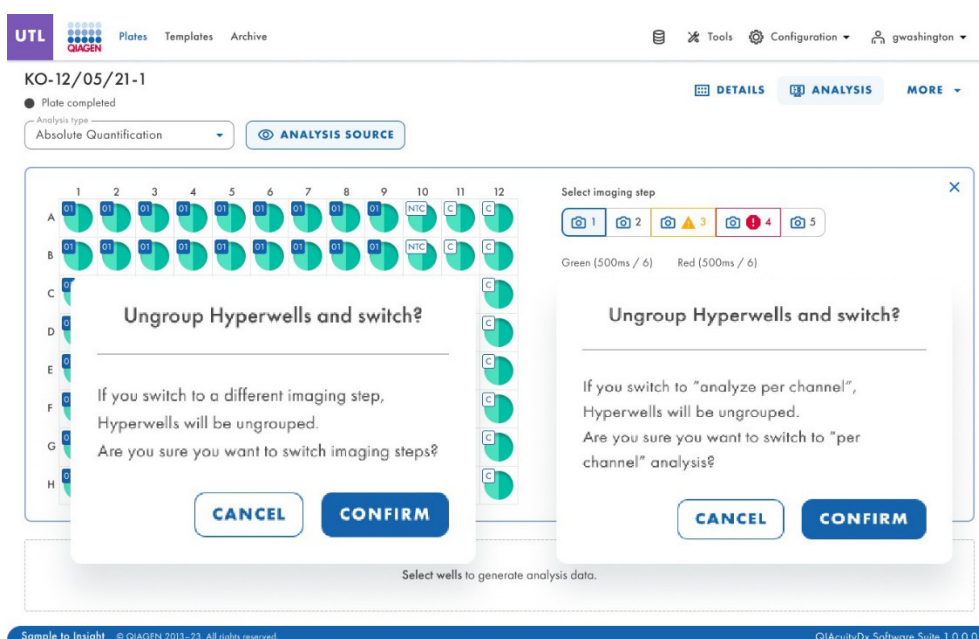 UTL
QIAGEN
Plates Templates Archive
Tools Configuration gwashington
KO-12/05/21-1
Plate completed
DETAILS ANALYSIS MORE
Analysis type
Absolute Quantification
ANALYSIS SOURCE
1 2 3 4 5 6 7 8 9 10 11 12
A 01 01 01 01 01 01 01 01 01 NTC C C
B 01 01 01 01 01 01 01 01 01 NTC C C
C C
D C
E C
F C
G C
H C
Select imaging step
1 2 3 4 5
Green (500ms / 6) Red (500ms / 6)
Ungroup Hyperwells and switch?
If you switch to a different imaging step,
Hyperwells will be ungrouped.
Are you sure you want to switch imaging steps?
CANCEL CONFIRM
Ungroup Hyperwells and switch?
If you switch to “analyze per channel”,
Hyperwells will be ungrouped.
Are you sure you want to switch to “per
channel” analysis?
CANCEL CONFIRM
Select wells to generate analysis data.
Sample to Insight © QIAGEN 2013–23. All rights reserved. QIAcuityDx Software Suite 1.0.0.0